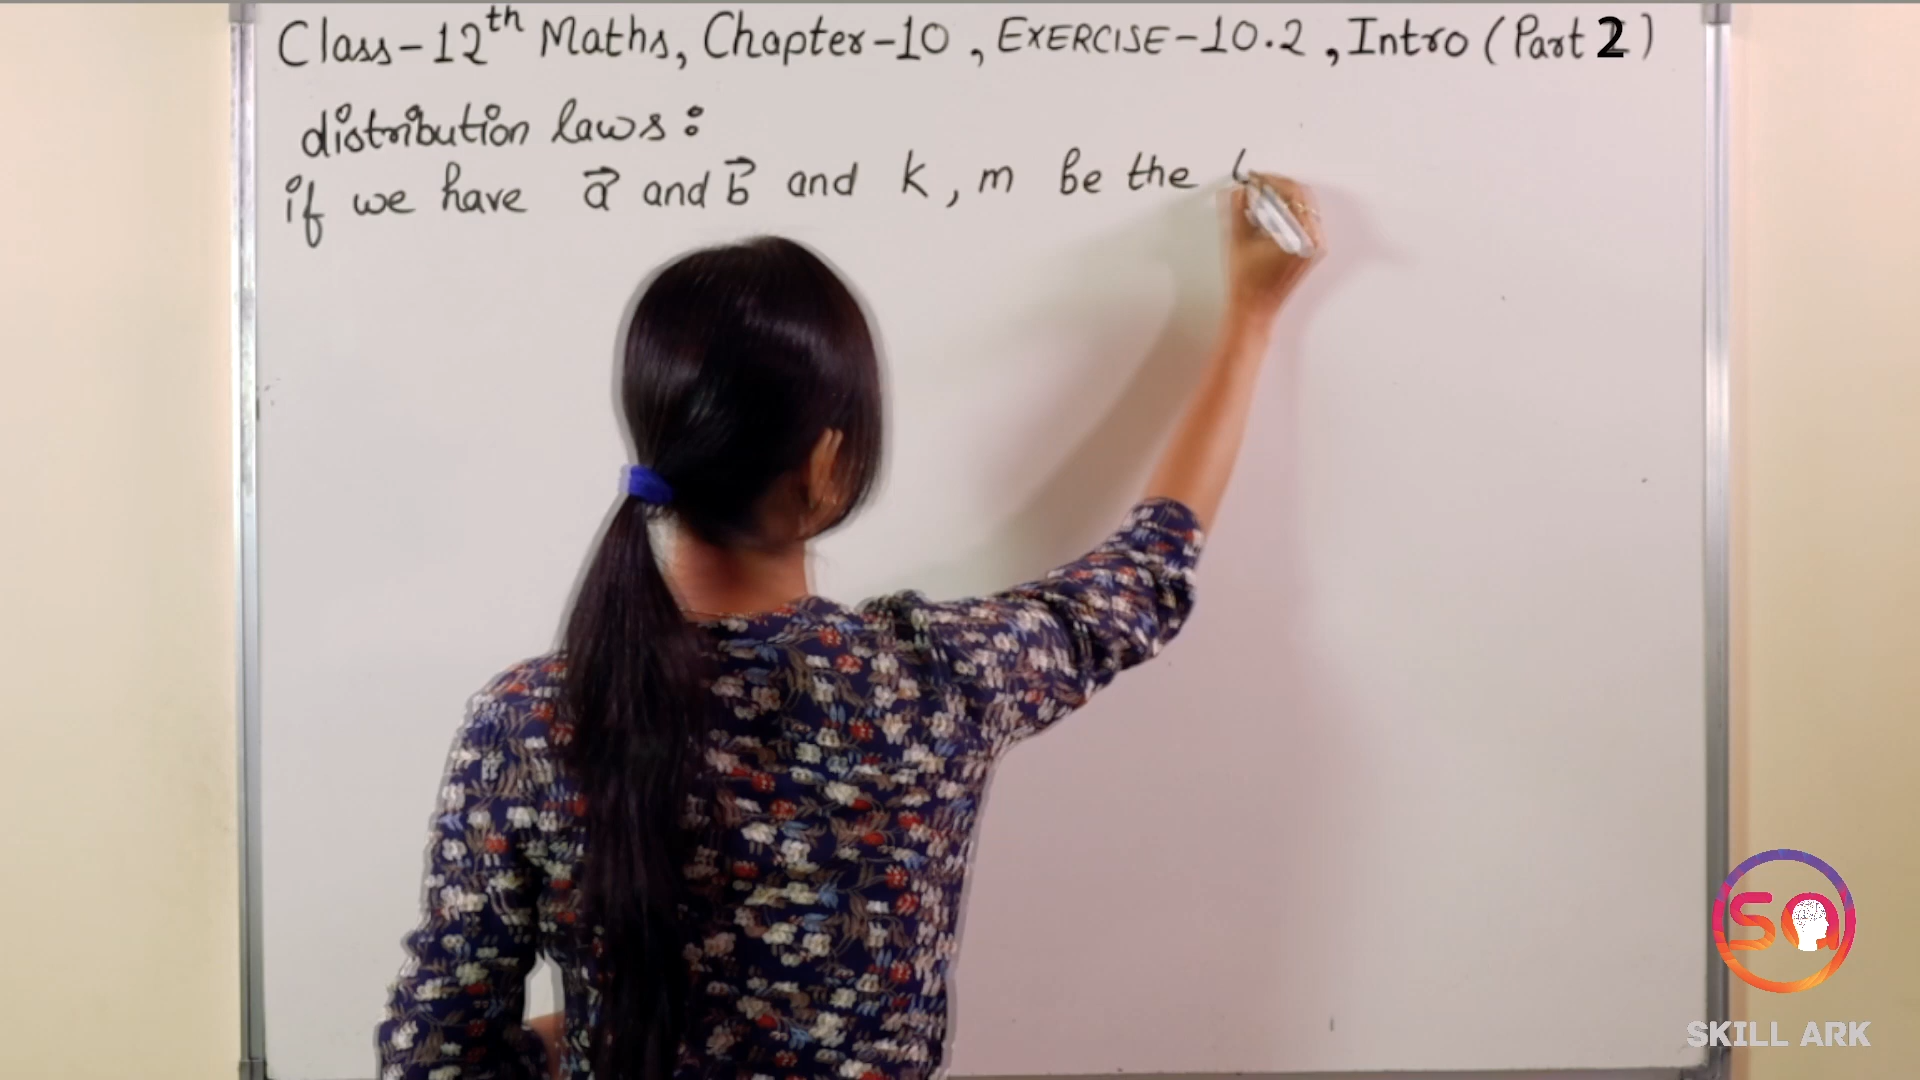 Class-12th Maths, Chapter-10, EXERCISE-10.2, Intro (Part 2)
distribution laws:
if we have a⃗ and b⃗ and k, m be the
SA
SKILL ARK